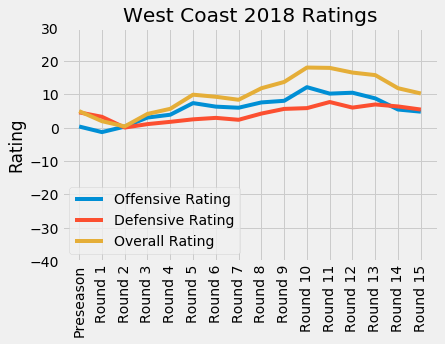 West Coast 2018 Ratings
30
20
10
0
−10
−20
−30
−40
Rating
Offensive Rating
Defensive Rating
Overall Rating
Preseason
Round 1
Round 2
Round 3
Round 4
Round 5
Round 6
Round 7
Round 8
Round 9
Round 10
Round 11
Round 12
Round 13
Round 14
Round 15